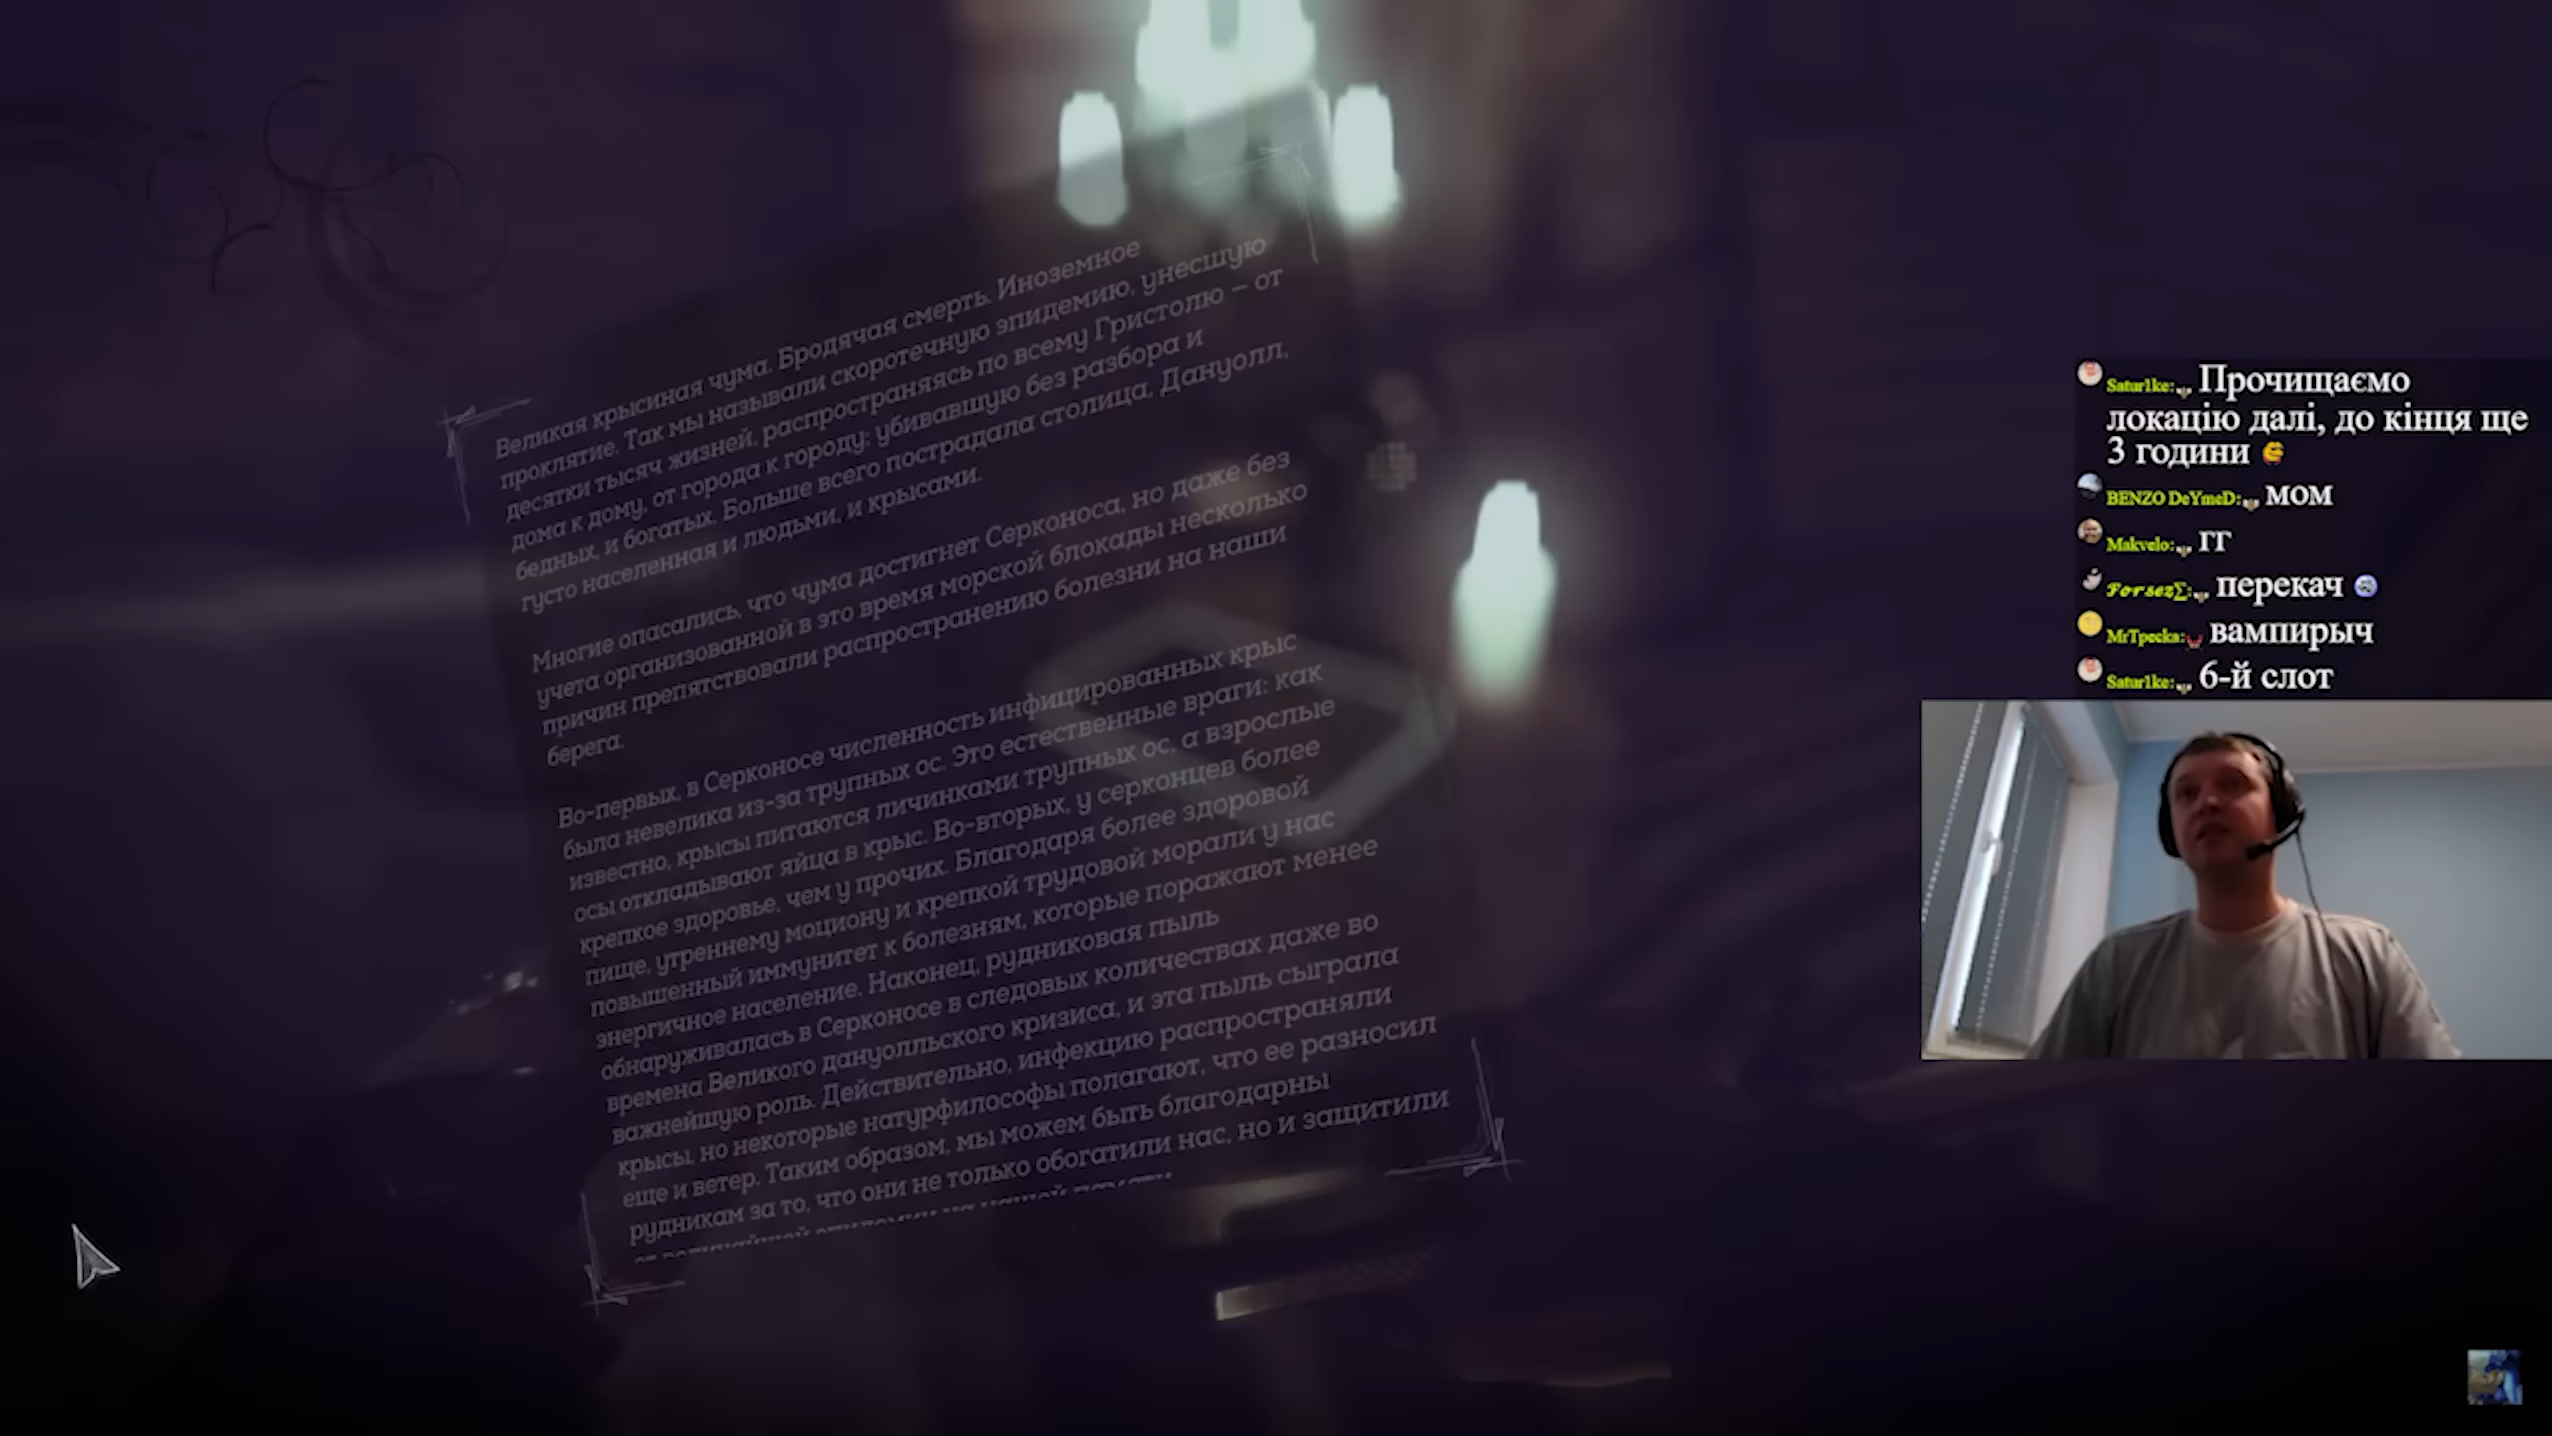 Великая крысиная чума. Бродячая смерть. Иноземное
проклятие. Так мы называли скоротечную эпидемию, унесшую
десятки тысяч жизней, распространяясь по всему Гристолю – от
дома к дому, от города к городу; убивавшую без разбора и
бедных, и богатых. Больше всего пострадала столица, Дануолл,
густо населенная и людьми, и крысами.
Многие опасались, что чума достигнет Серконоса, но даже без
учета организованной в это время морской блокады несколько
причин препятствовали распространению болезни на наши
берега.
Во-первых, в Серконосе численность инфицированных крыс
была невелика из-за трупных ос. Это естественные враги: как
известно, крысы питаются личинками трупных ос, а взрослые
осы откладывают яйца в крыс. Во-вторых, у серконцев более
крепкое здоровье, чем у прочих. Благодаря более здоровой
пище, утреннему моциону и крепкой трудовой морали у нас
повышенный иммунитет к болезням, которые поражают менее
энергичное население. Наконец, рудниковая пыль
обнаруживалась в Серконосе в следовых количествах даже во
времена Великого дануолльского кризиса, и эта пыль сыграла
важнейшую роль. Действительно, инфекцию распространяли
крысы, но некоторые натурфилософы полагают, что ее разносил
еще и ветер. Таким образом, мы можем быть благодарны
рудникам за то, что они не только обогатили нас, но и защитили
Satur1ke: Прочищаємо
локацію далі, до кінця ще
3 години
BENZO DeYmeD: мом
Makvelo: гг
Forsez∑: перекач
MrTpecka: вампирыч
Satur1ke: 6-й слот